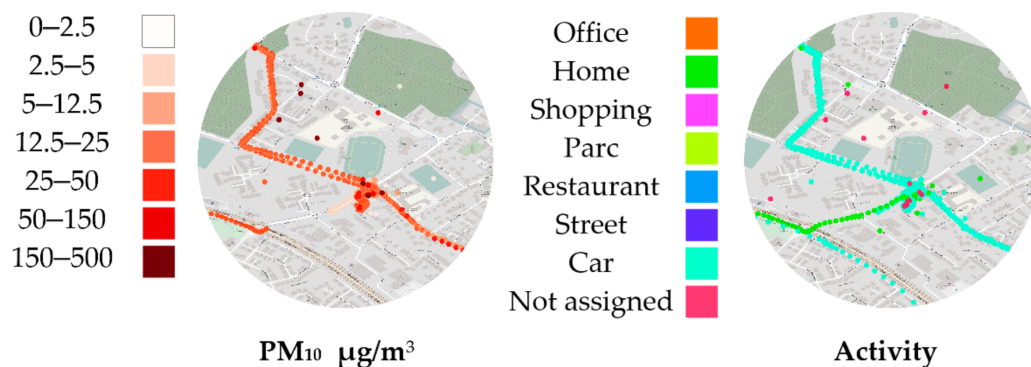 0–2.5
2.5–5
5–12.5
12.5–25
25–50
50–150
150–500
PM₁₀ µg/m³
Office
Home
Shopping
Parc
Restaurant
Street
Car
Not assigned
Activity